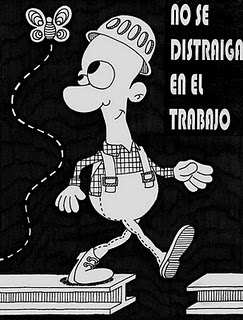 NO SE
DISTRAIGA
EN EL
TRABAJO